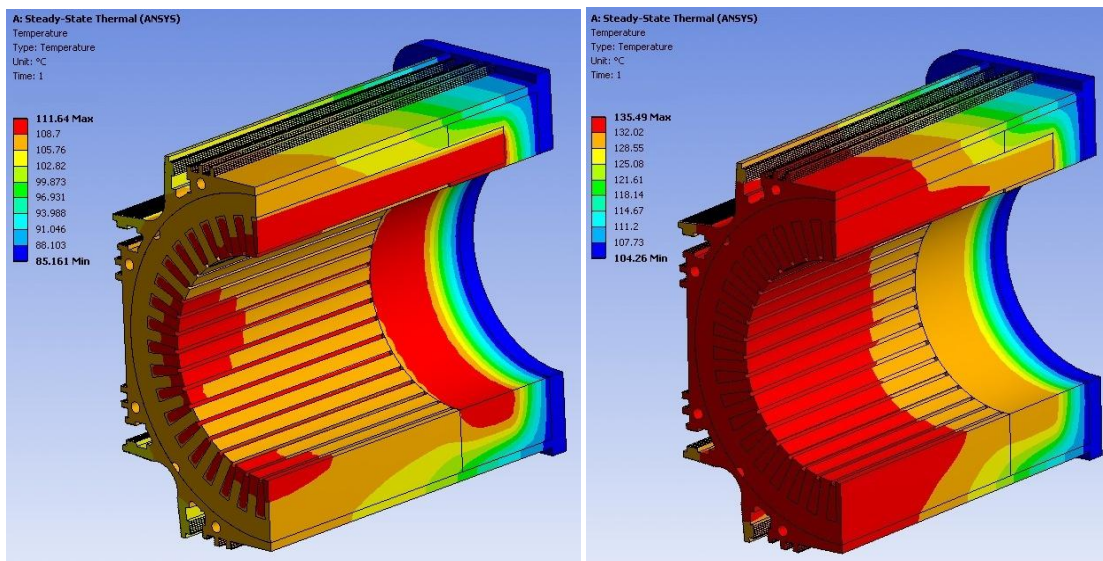 A: Steady-State Thermal (ANSYS)
Temperature
Type: Temperature
Unit: °C
Time: 1
111.64 Max
108.7
105.76
102.82
99.873
96.931
93.988
91.046
88.103
85.161 Min
A: Steady-State Thermal (ANSYS)
Temperature
Type: Temperature
Unit: °C
Time: 1
135.49 Max
132.02
128.55
125.08
121.61
118.14
114.67
111.2
107.73
104.26 Min